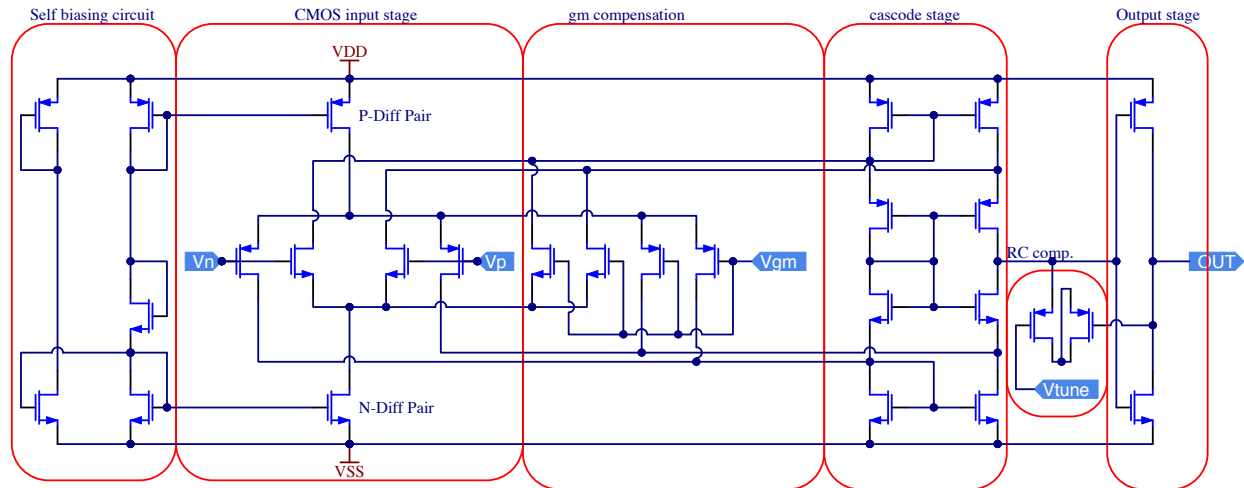 Self biasing circuit
CMOS input stage
gm compensation
cascode stage
Output stage
VDD
P-Diff Pair
Vn
Vp
Vgm
RC comp.
OUT
Vtune
N-Diff Pair
VSS